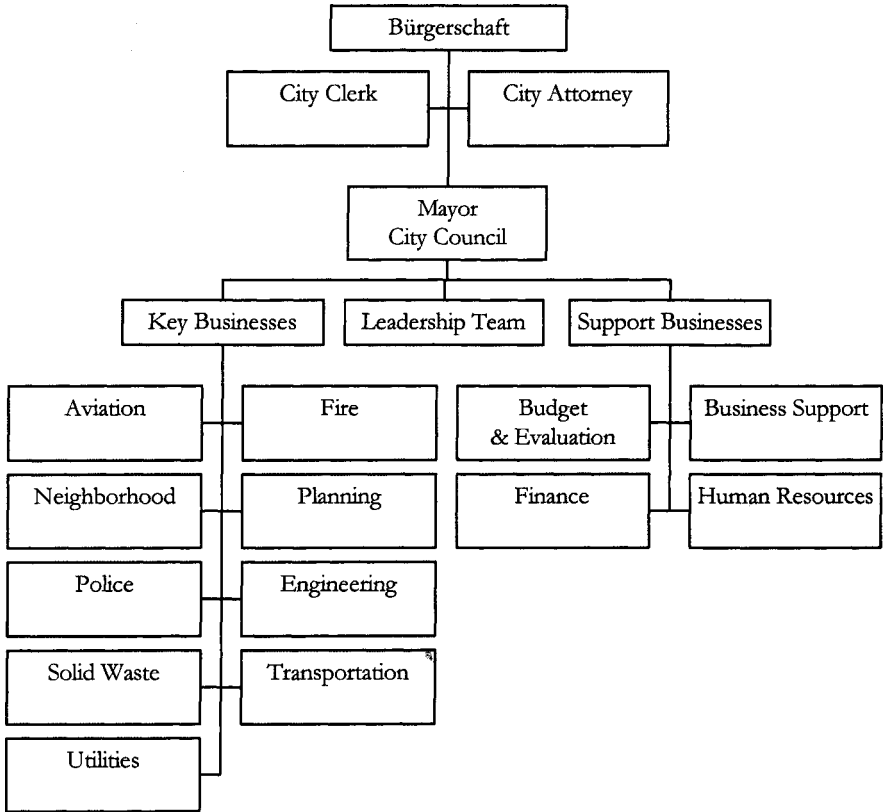 Bürgerschaft
City Clerk
City Attorney
Mayor
City Council
Key Businesses
Leadership Team
Support Businesses
Aviation
Fire
Budget
& Evaluation
Business Support
Neighborhood
Planning
Finance
Human Resources
Police
Engineering
Solid Waste
Transportation
Utilities